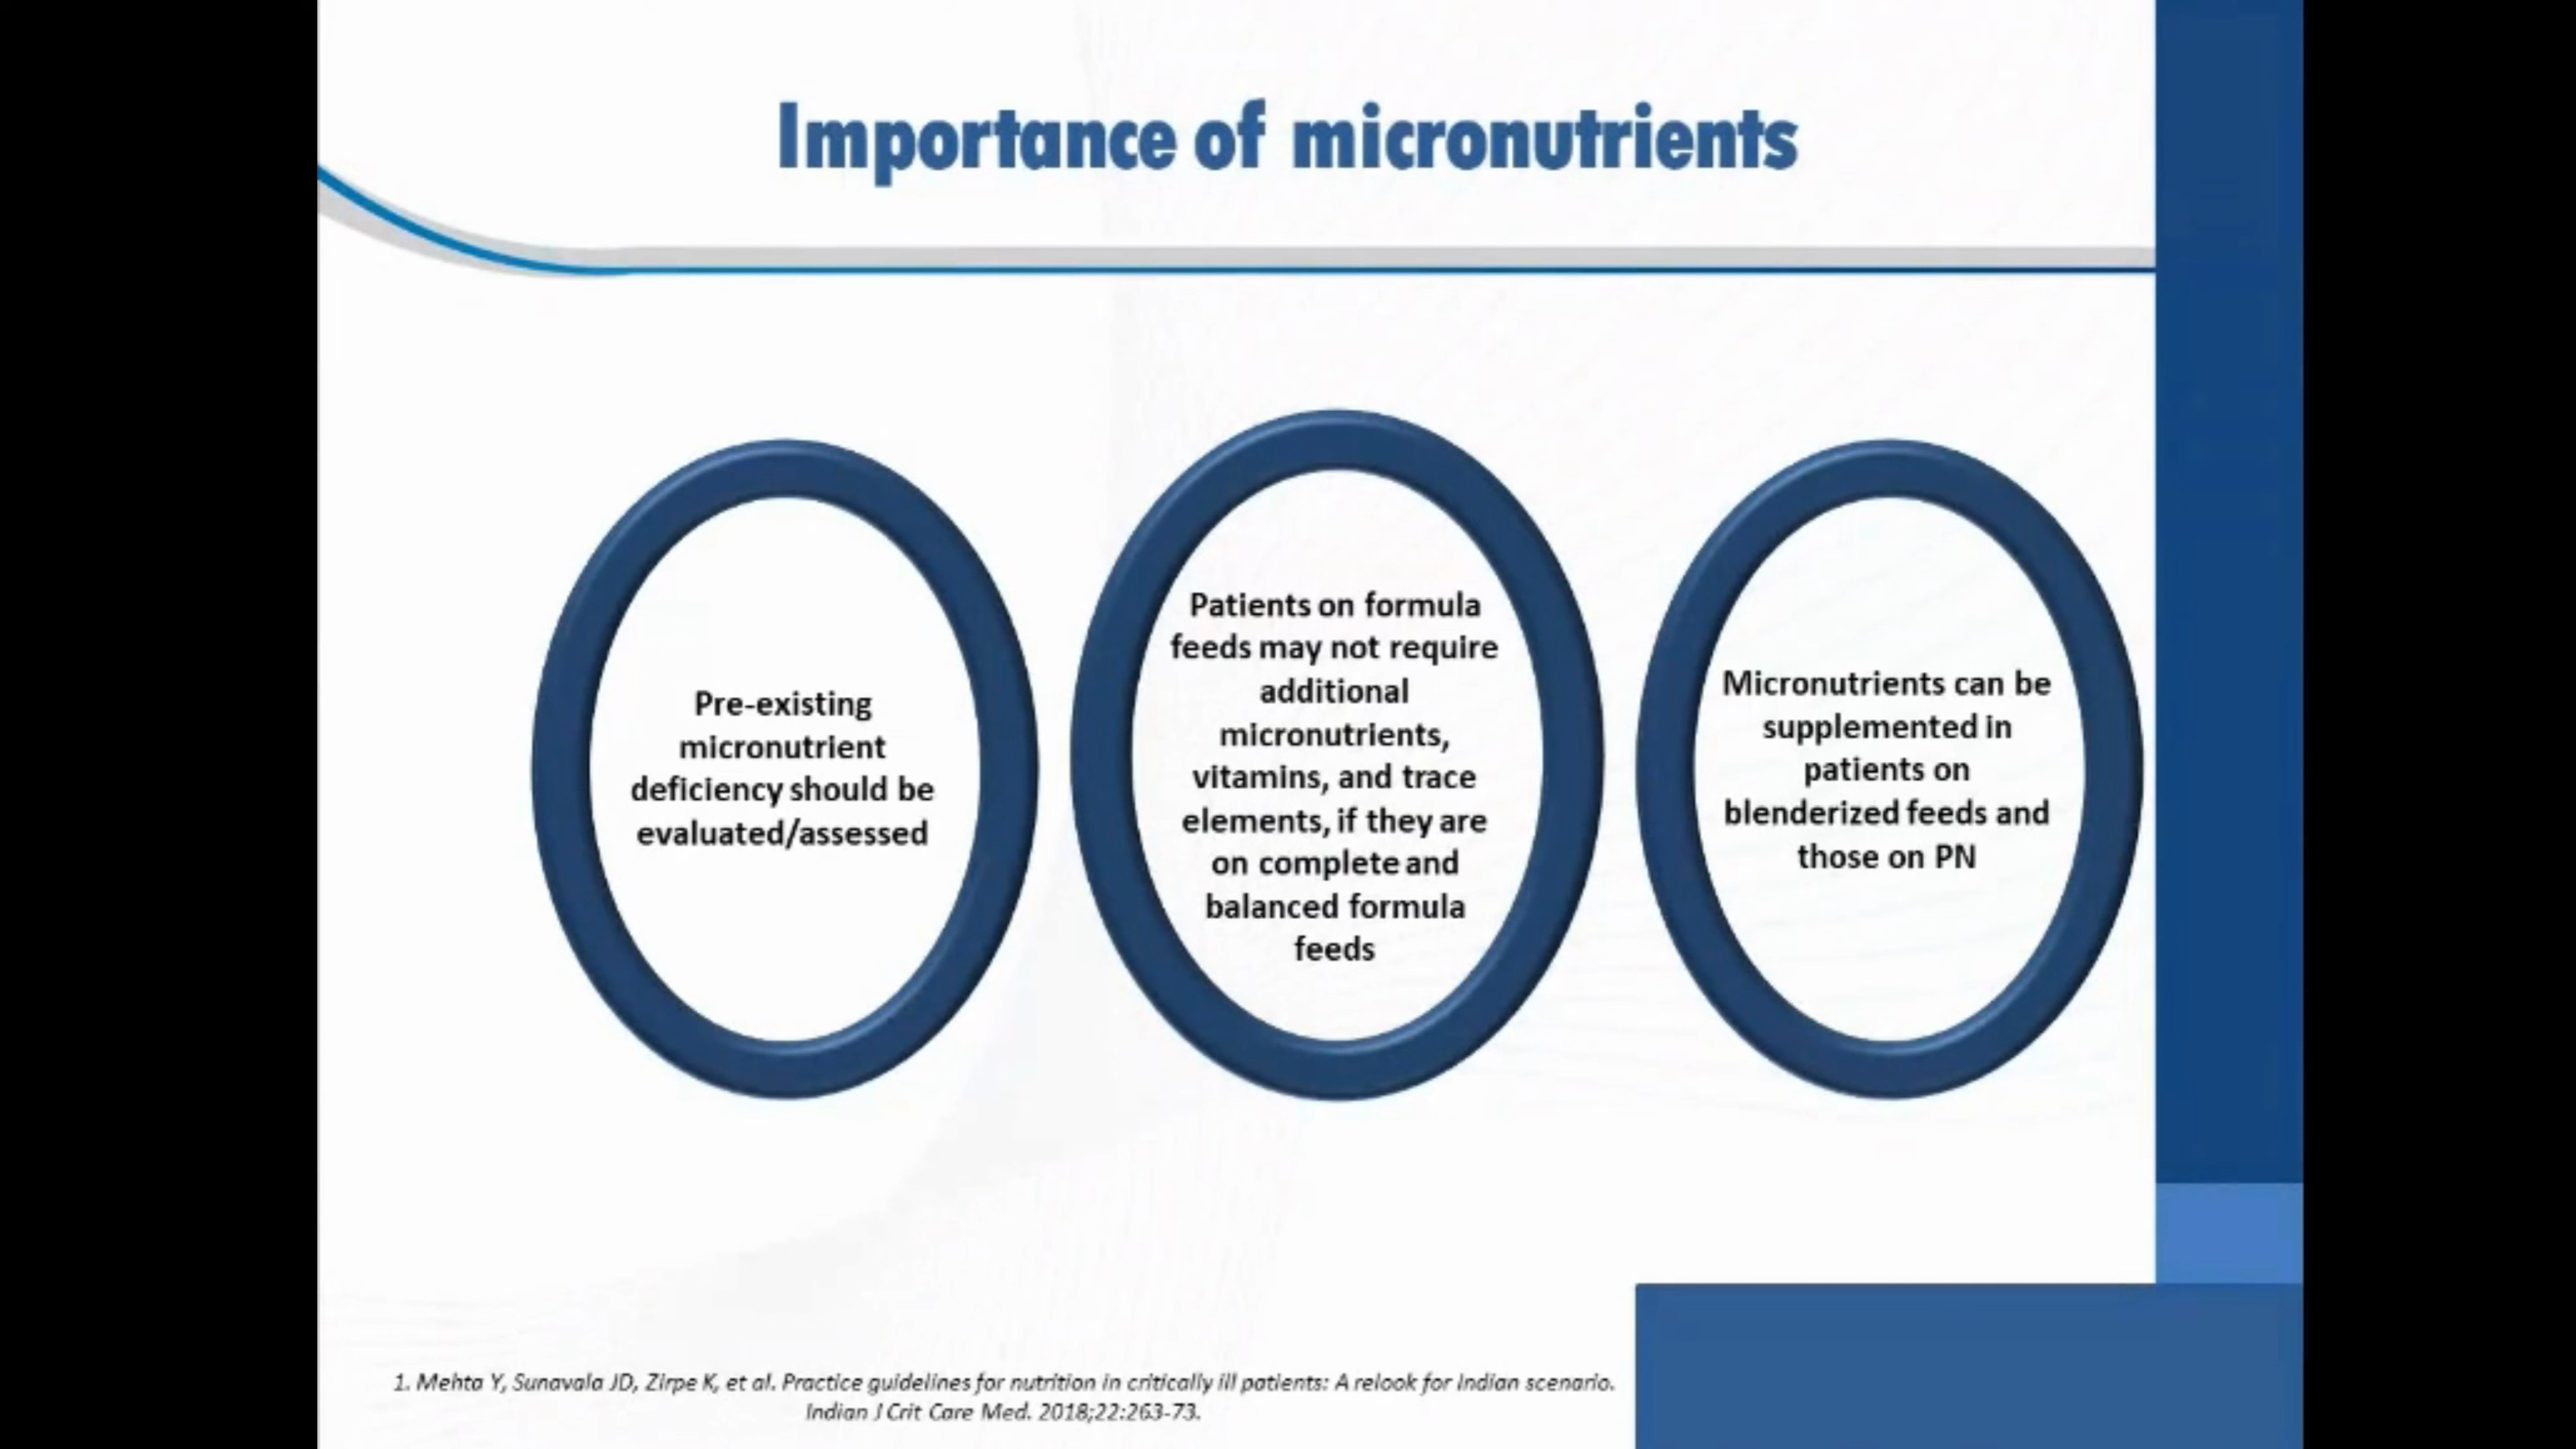 Importance of micronutrients
Pre-existing
micronutrient
deficiency should be
evaluated/assessed
Patients on formula
feeds may not require
additional
micronutrients,
vitamins, and trace
elements, if they are
on complete and
balanced formula
feeds
Micronutrients can be
supplemented in
patients on
blenderized feeds and
those on PN
1. Mehta Y, Sunavala JD, Zirpe K, et al. Practice guidelines for nutrition in critically ill patients: A relook for Indian scenario.
Indian J Crit Care Med. 2018;22:263-73.